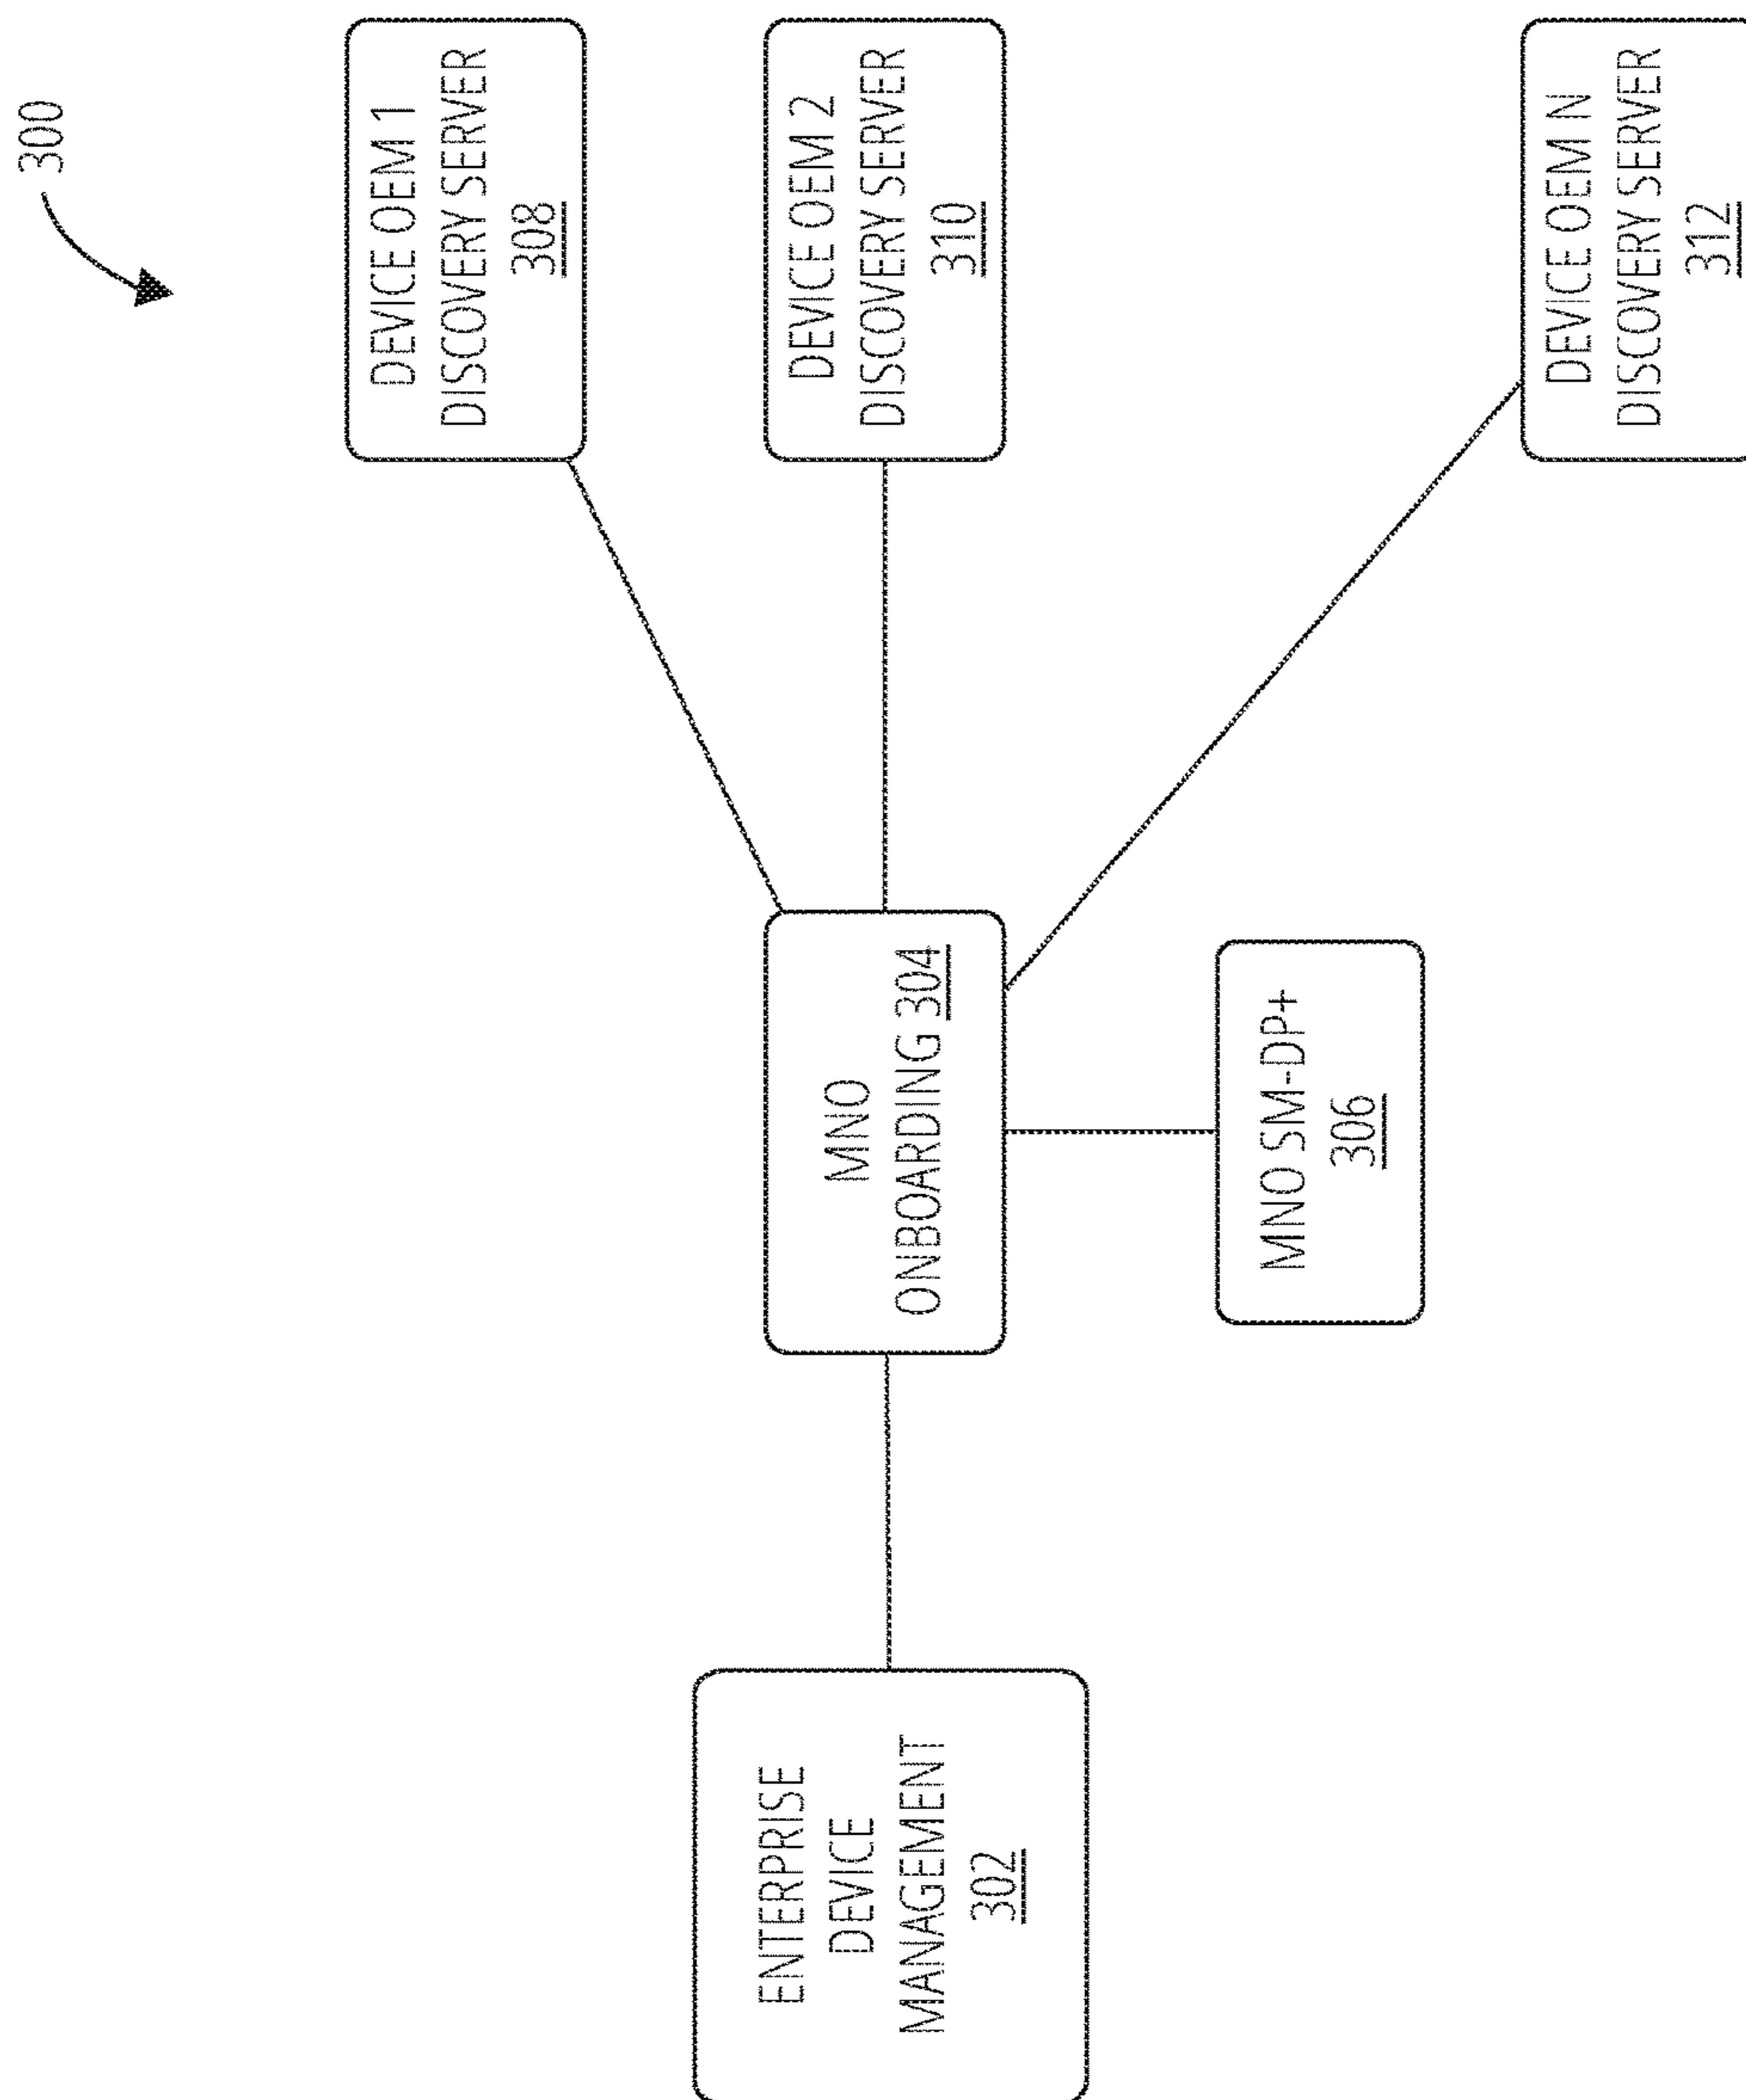 300
ENTERPRISE
DEVICE
MANAGEMENT
302
MNO
ONBOARDING 304
MNO SM-DP+
306
DEVICE OEM 1
DISCOVERY SERVER
308
DEVICE OEM 2
DISCOVERY SERVER
310
DEVICE OEM N
DISCOVERY SERVER
312